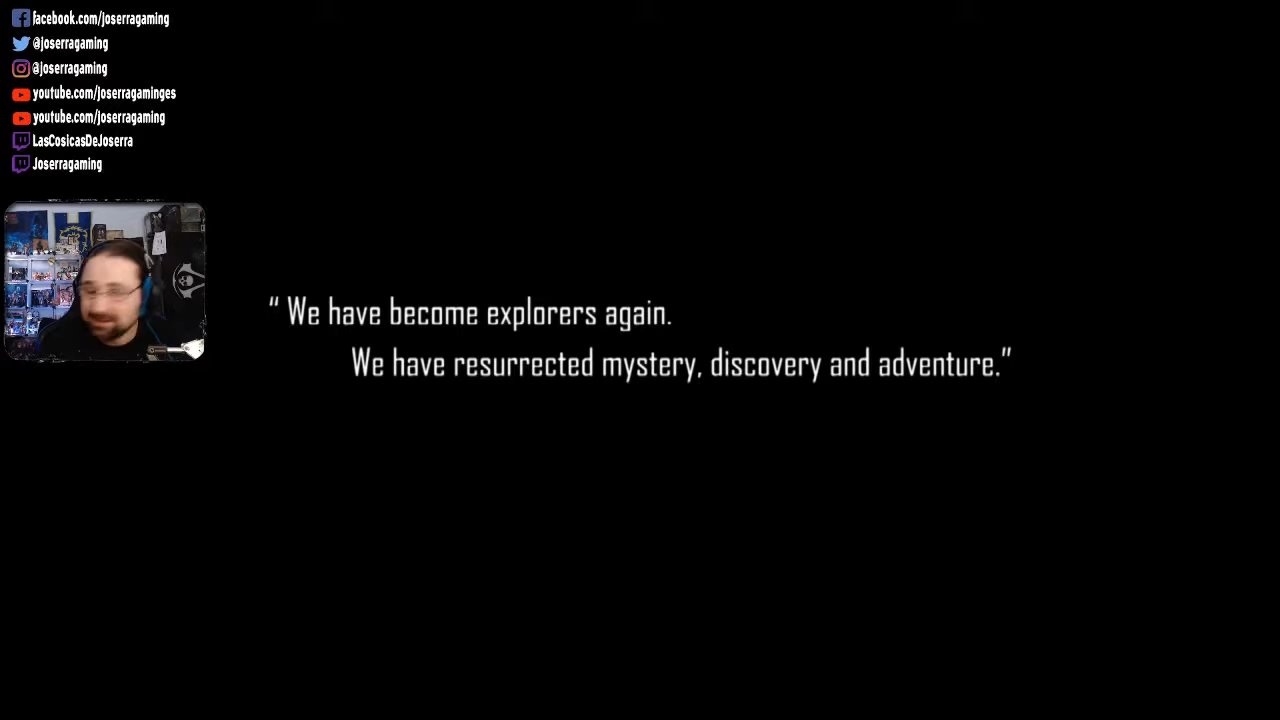 facebook.com/joserragaming
@joserragaming
@joserragaming
youtube.com/joserragaminges
youtube.com/joserragaming
LasCosicasDeJoserra
Joserragaming
“ We have become explorers again.
We have resurrected mystery, discovery and adventure.”